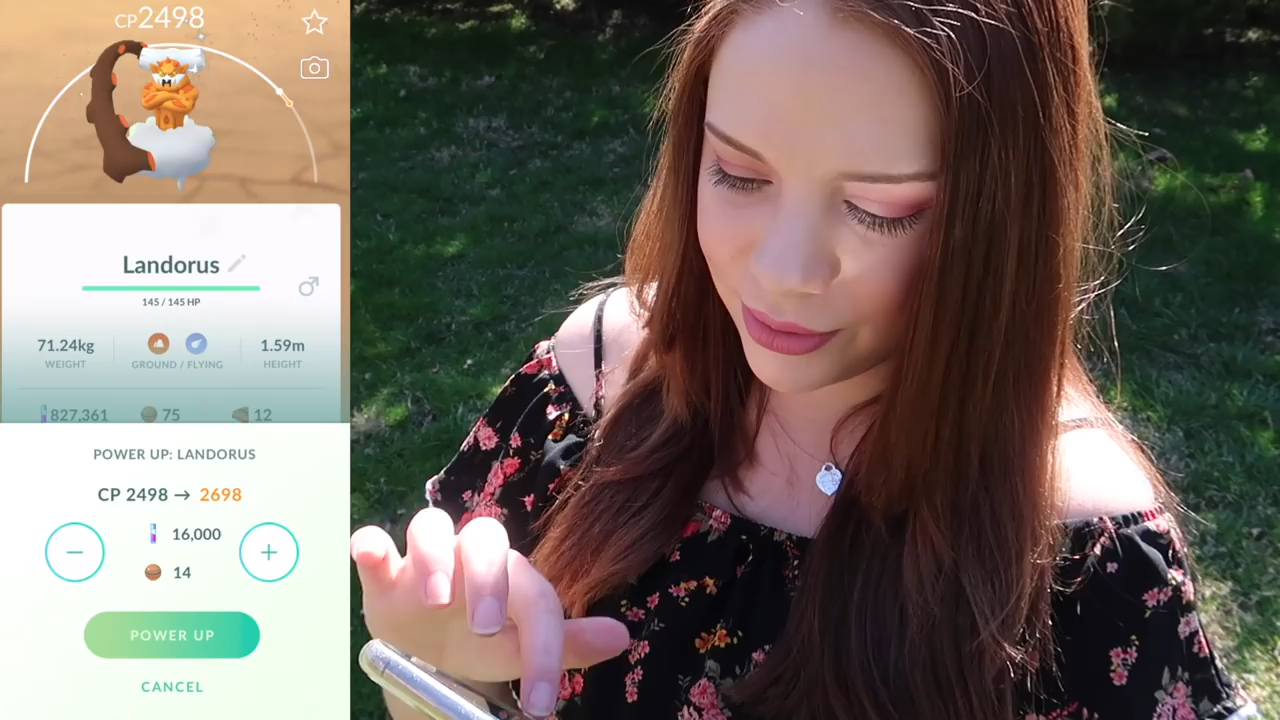 CP2498
Landorus
145 / 145 HP
71.24kg
WEIGHT
GROUND / FLYING
1.59m
HEIGHT
827,361
75
12
POWER UP: LANDORUS
CP 2498 → 2698
16,000
14
POWER UP
CANCEL